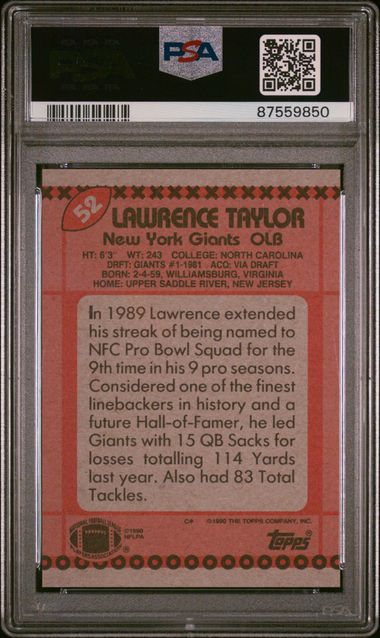 PSA
87559850
52
LAWRENCE TAYLOR
New York Giants OLB
HT: 6'3" WT: 243 COLLEGE: NORTH CAROLINA
DRFT: GIANTS #1-1981 ACQ: VIA DRAFT
BORN: 2-4-59, WILLIAMSBURG, VIRGINIA
HOME: UPPER SADDLE RIVER, NEW JERSEY
In 1989 Lawrence extended
his streak of being named to
NFC Pro Bowl Squad for the
9th time in his 9 pro seasons.
Considered one of the finest
linebackers in history and a
future Hall-of-Famer, he led
Giants with 15 QB Sacks for
losses totalling 114 Yards
last year. Also had 83 Total
Tackles.
C* ©1990 THE TOPPS COMPANY, INC.
©1990
NFLPA
topps®
PSA